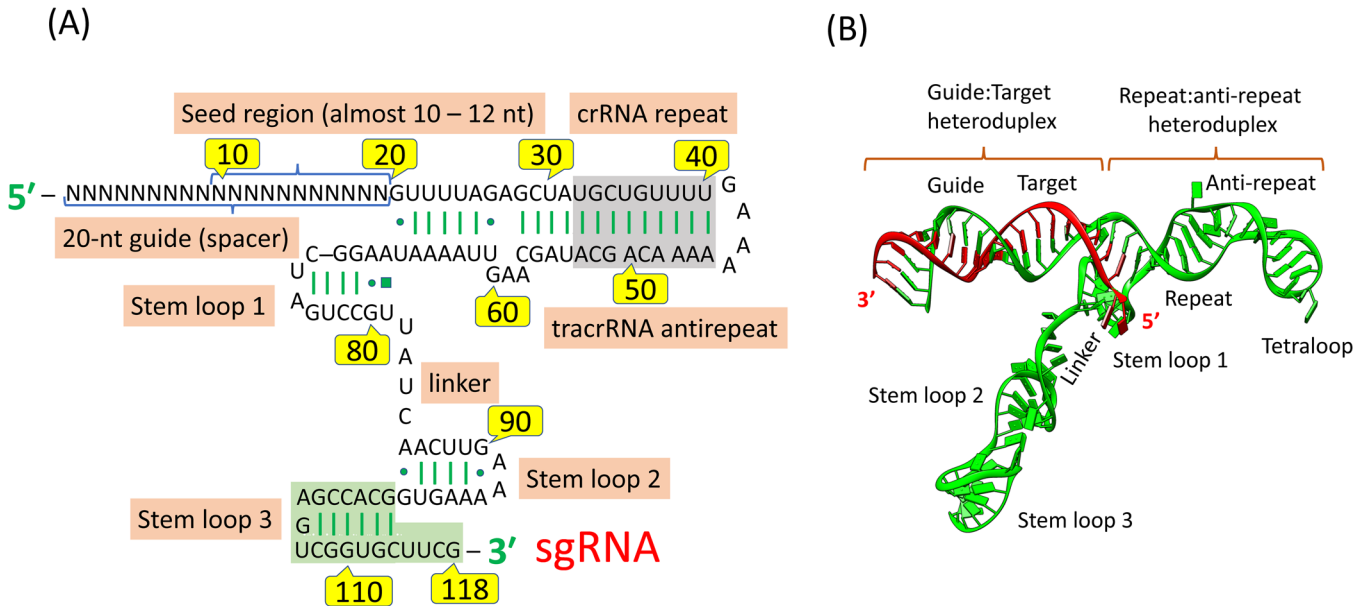 (A)
(B)
Seed region (almost 10 – 12 nt)
crRNA repeat
10
20
30
40
5′ – NNNNNNNNNNNNNNNNNNNNGUUUUAGAGCUAUGCUGUUUU
G
A
A
A
20-nt guide (spacer)
C–GGAAUAAAAUU
GAA
CGAUACGACAAAA
U
A
GUCCGU
Stem loop 1
50
60
tracrRNA antirepeat
80
U
A
U
C
linker
90
AACUUG
A
A
GUGAAA
Stem loop 2
AGCCACG
G
UCGGUGCUUCG – 3′ sgRNA
Stem loop 3
110
118
Guide:Target
heteroduplex
Repeat:anti-repeat
heteroduplex
Guide
Target
Anti-repeat
3′
5′
Repeat
Linker
Stem loop 1
Tetraloop
Stem loop 2
Stem loop 3